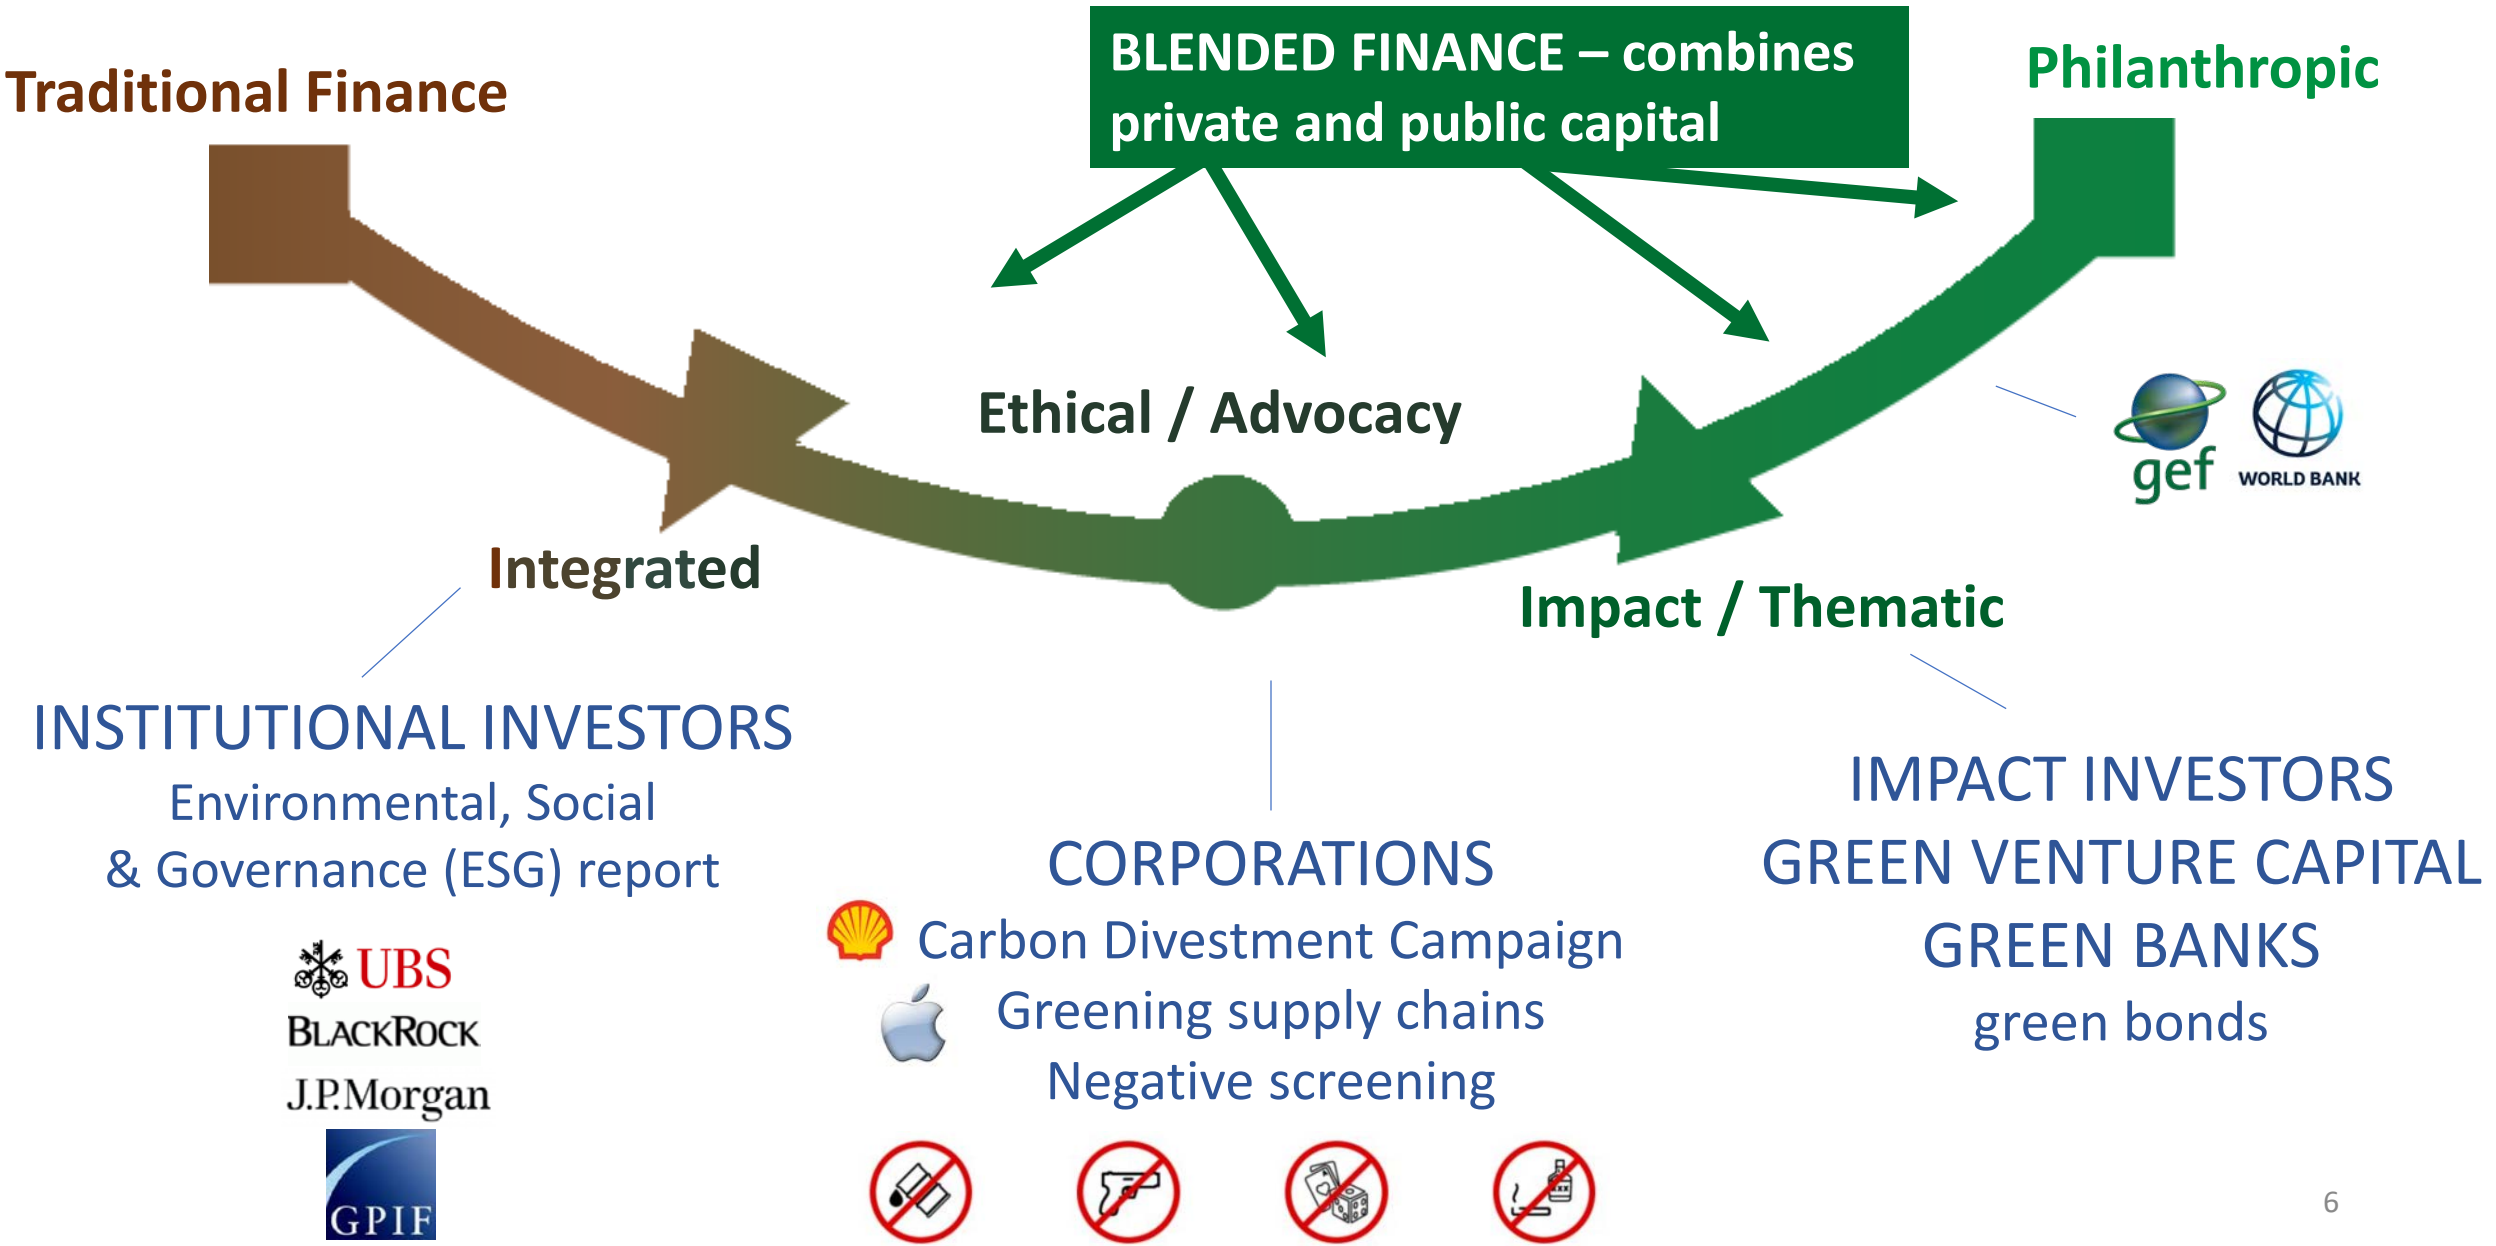 Traditional Finance
BLENDED FINANCE – combines
private and public capital
Philanthropic
Ethical / Advocacy
gef
WORLD BANK
Integrated
Impact / Thematic
INSTITUTIONAL INVESTORS
Environmental, Social
& Governance (ESG) report
UBS
BLACKROCK
J.P.Morgan
GPIF
CORPORATIONS
Carbon Divestment Campaign
Greening supply chains
Negative screening
XXX
IMPACT INVESTORS
GREEN VENTURE CAPITAL
GREEN BANKS
green bonds
6